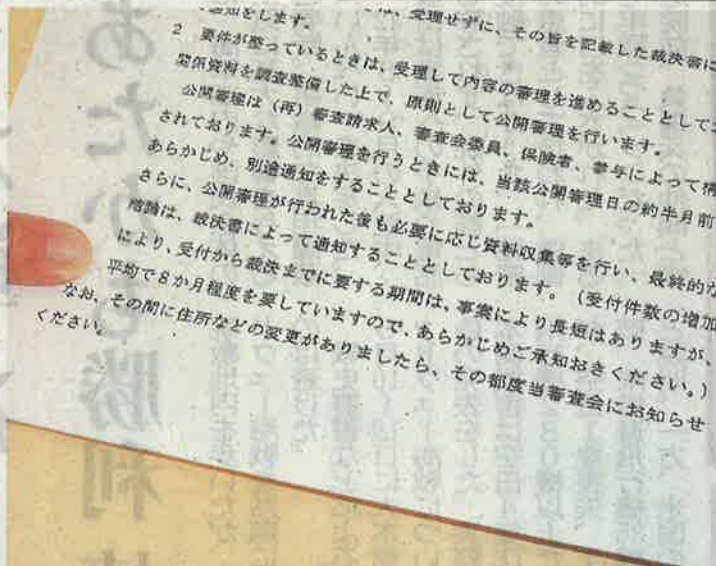 通知をします。
は、受理せずに、その旨を記載した裁決書に
2 要件が整っているときは、受理して内容の審理を進めることとして
関係資料を調査整備した上で、原則として公開審理を行います。
公開審理は（再）審査請求人、審査会委員、保険者、参与によって構
されております。公開審理を行うときには、当該公開審理日の約半月前
あらかじめ、別途通知をすることとしております。
さらに、公開審理が行われた後も必要に応じ資料収集等を行い、最終的な
結論は、裁決書によって通知することとしております。（受付件数の増加
により、受付から裁決までに要する期間は、事案により長短はありますが、
平均で8か月程度を要していますので、あらかじめご承知おきください。）
なお、その間に住所などの変更がありましたら、その都度当審査会にお知らせ
ください。